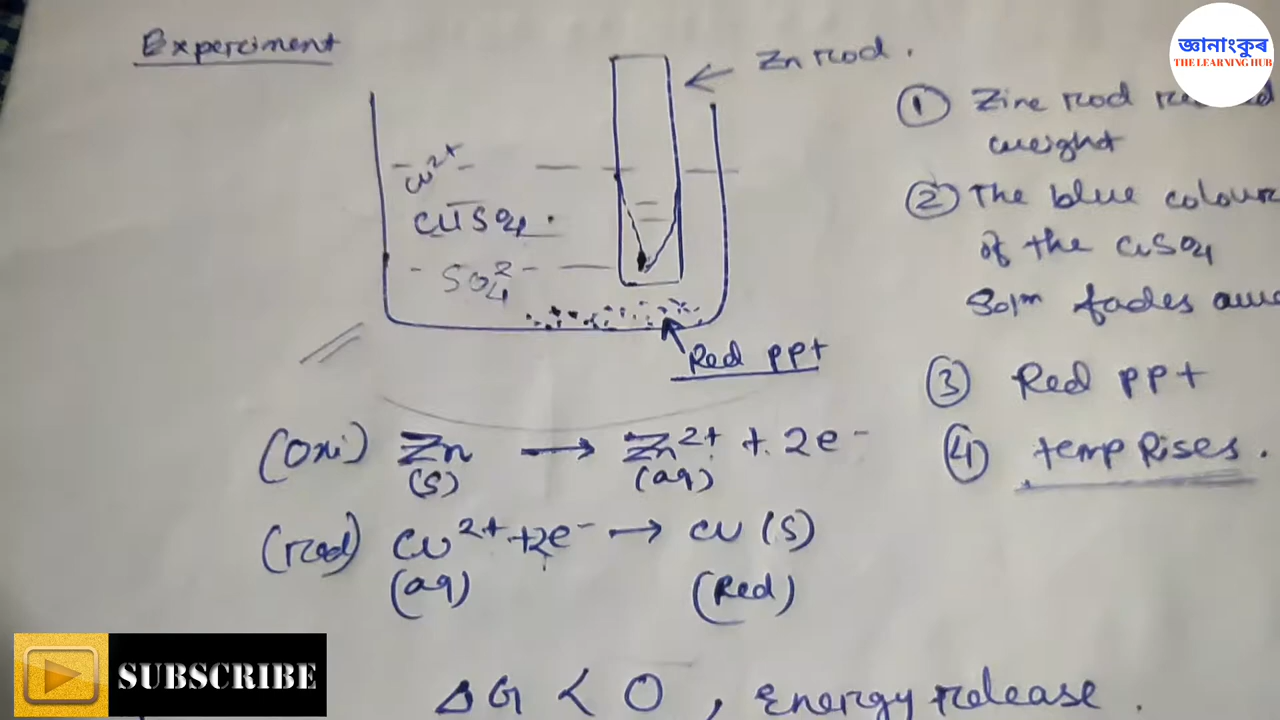 Experiment
Zn rod.
Cu2+
CuSO4.
SO4 2-
Red ppt
(Oxi) Zn → Zn2+ + 2e-
(s) (aq)
(red) Cu2+ + 2e- → Cu (s)
(aq) (Red)
ΔG < 0, Energy release.
① Zinc rod
weight
② The blue colour
of the CuSO4
Soln fades
③ Red ppt
④ temp Rises.
জ্ঞানাংকুৰ
THE LEARNING HUB
SUBSCRIBE